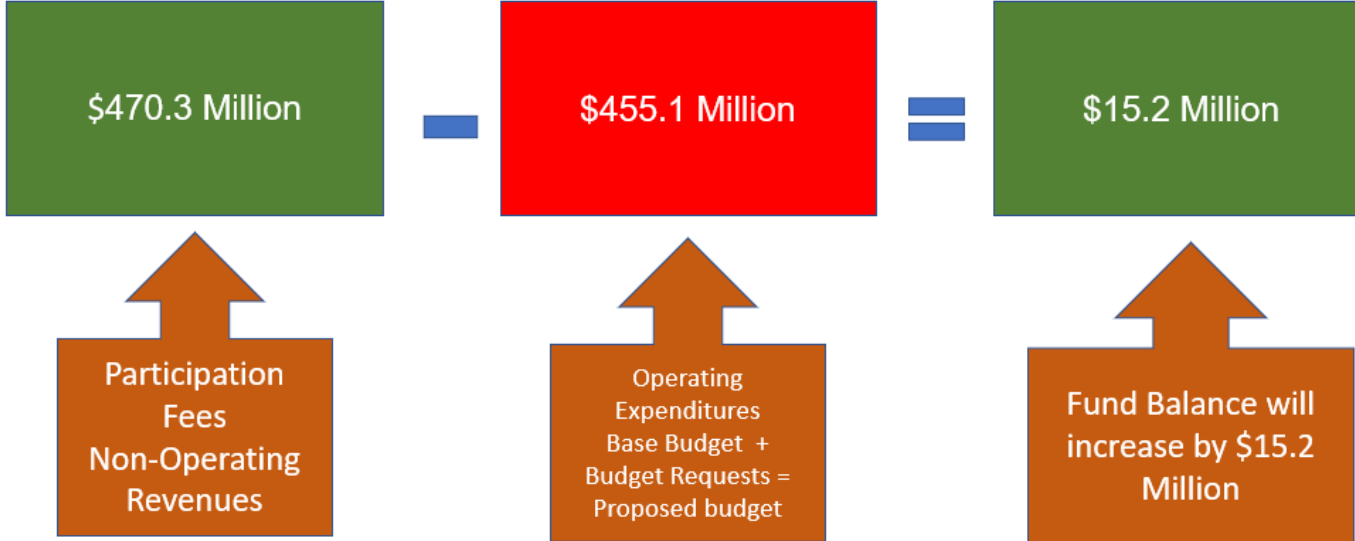 $470.3 Million
$455.1 Million
$15.2 Million
Participation
Fees
Non-Operating
Revenues
Operating
Expenditures
Base Budget +
Budget Requests =
Proposed budget
Fund Balance will
increase by $15.2
Million